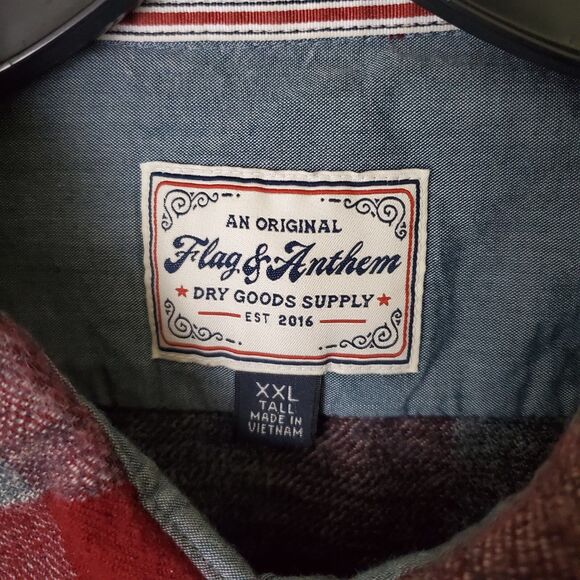 AN ORIGINAL
Flag & Anthem
★ DRY GOODS SUPPLY ★
EST 2016
XXL
TALL
MADE IN
VIETNAM